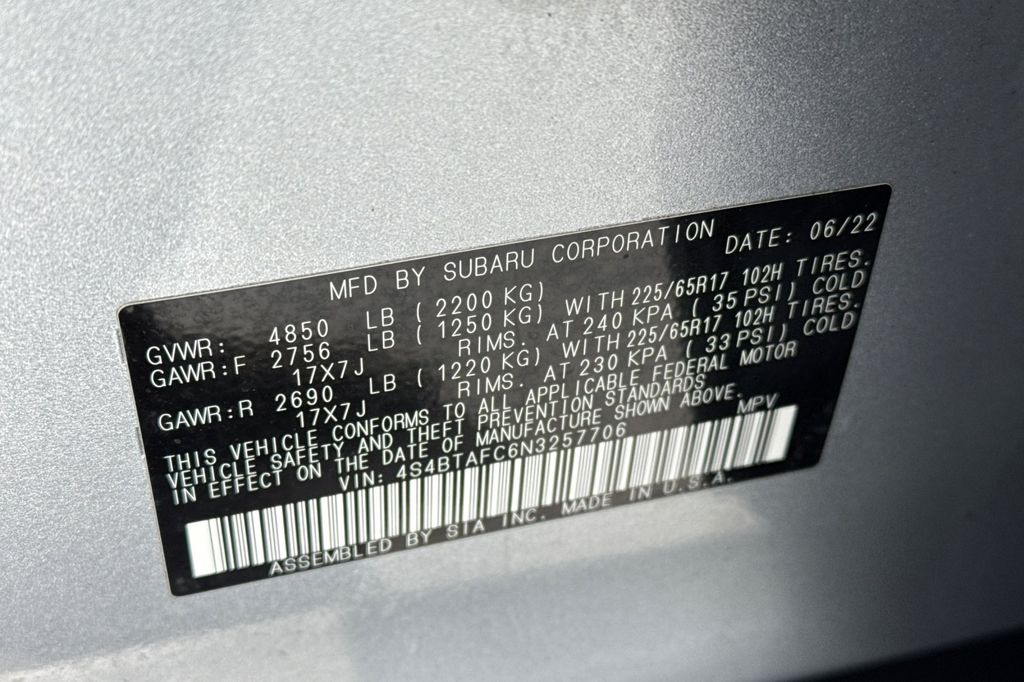 MFD BY SUBARU CORPORATION DATE: 06/22
GVWR: 4850 LB ( 2200 KG)
GAWR:F 2756 LB ( 1250 KG) WITH 225/65R17 102H TIRES.
17X7J RIMS. AT 240 KPA ( 35 PSI) COLD
GAWR:R 2690 LB ( 1220 KG) WITH 225/65R17 102H TIRES.
17X7J RIMS. AT 230 KPA ( 33 PSI) COLD
THIS VEHICLE CONFORMS TO ALL APPLICABLE FEDERAL MOTOR
VEHICLE SAFETY AND THEFT PREVENTION STANDARDS
IN EFFECT ON THE DATE OF MANUFACTURE SHOWN ABOVE.
VIN: 4S4BTAFC6N3257706 MPV
ASSEMBLED BY SIA INC. MADE IN U.S.A.